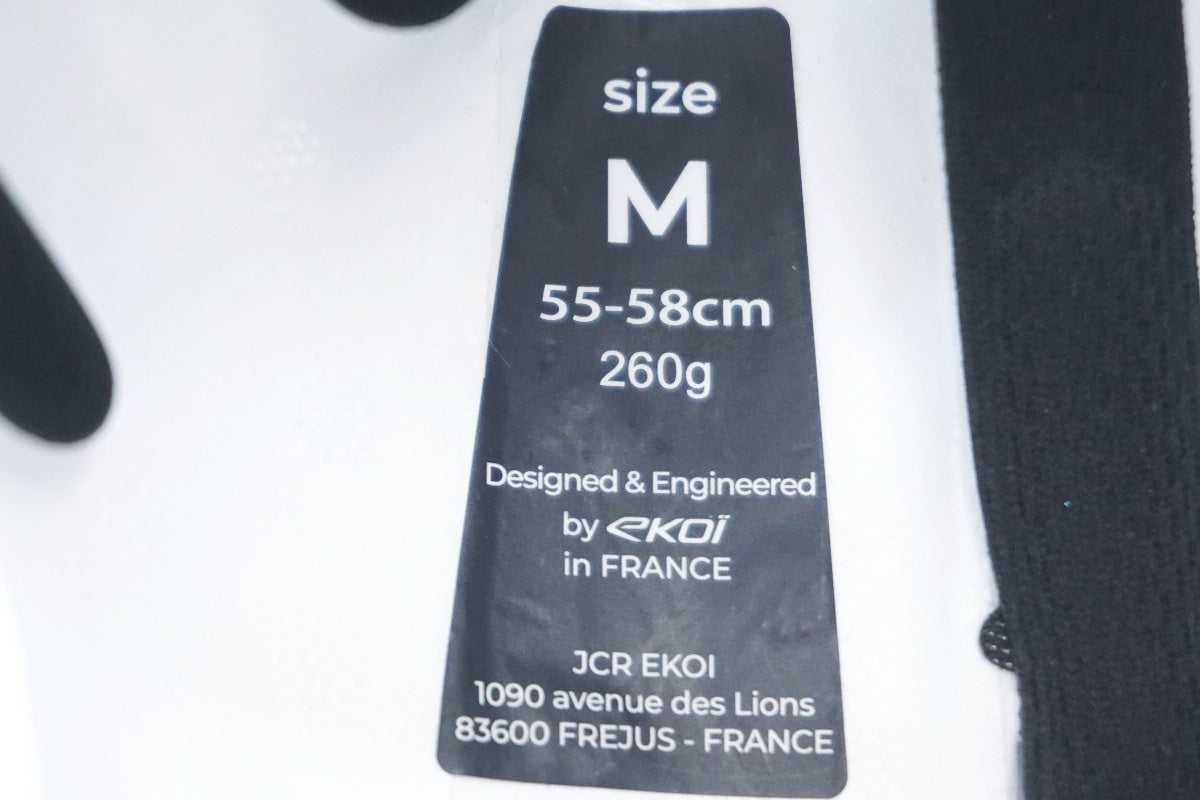 size
M
55-58cm
260g
Designed & Engineered
by eKOÏ
in FRANCE
JCR EKOI
1090 avenue des Lions
83600 FREJUS - FRANCE